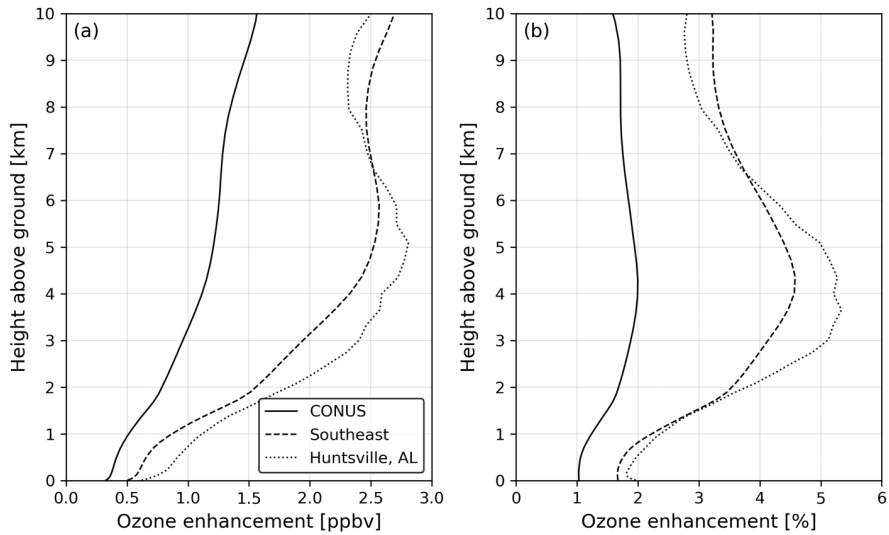 (a)
Height above ground [km]
10
9
8
7
6
5
4
3
2
1
0
CONUS
Southeast
Huntsville, AL
0.0 0.5 1.0 1.5 2.0 2.5 3.0
Ozone enhancement [ppbv]
(b)
Height above ground [km]
10
9
8
7
6
5
4
3
2
1
0
0 1 2 3 4 5 6
Ozone enhancement [%]